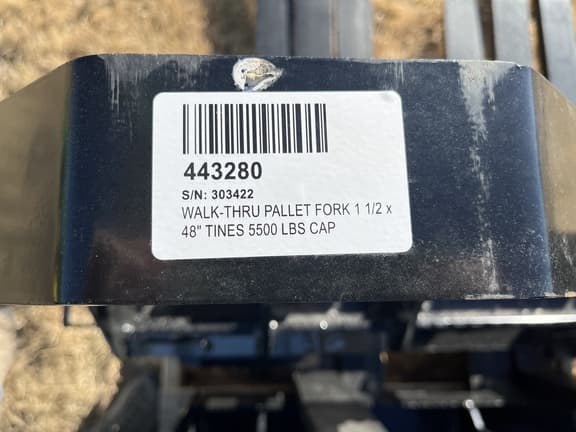 443280
S/N: 303422
WALK-THRU PALLET FORK 1 1/2 x
48" TINES 5500 LBS CAP